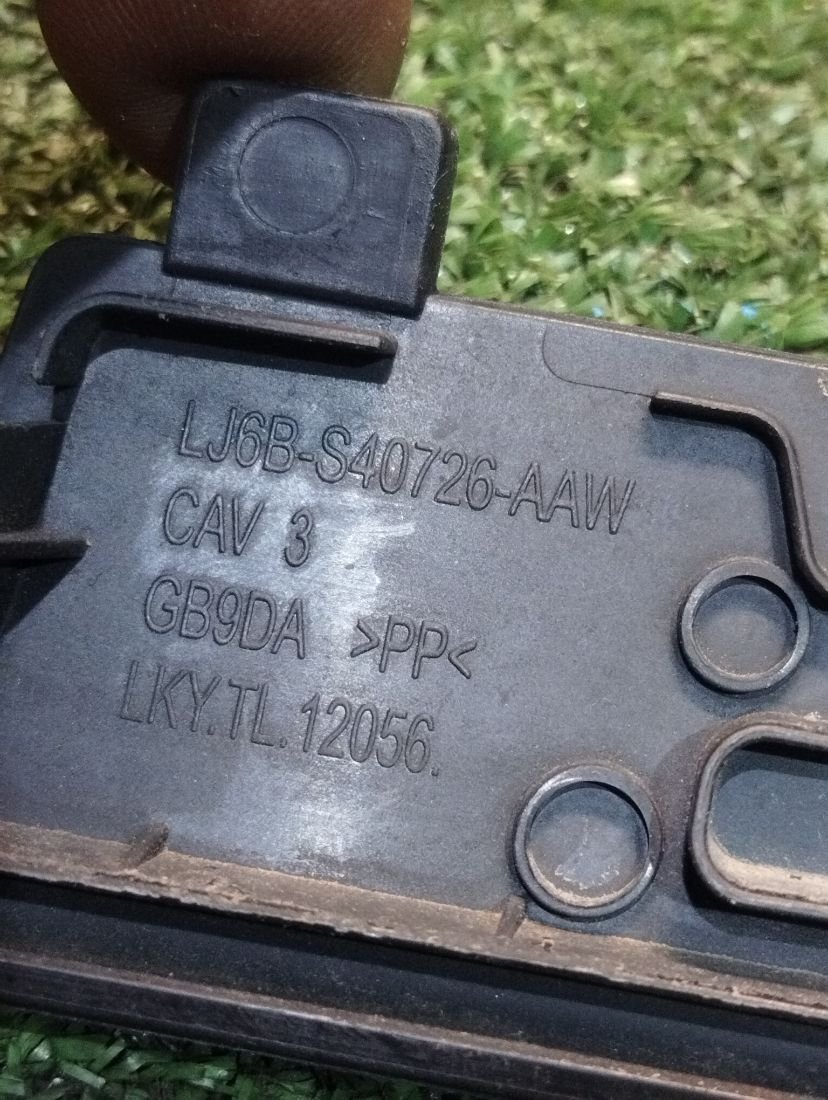 LJ6B-S40726-AAW
CAV 3
GB9DA >PP<
LKY.TL.12056.